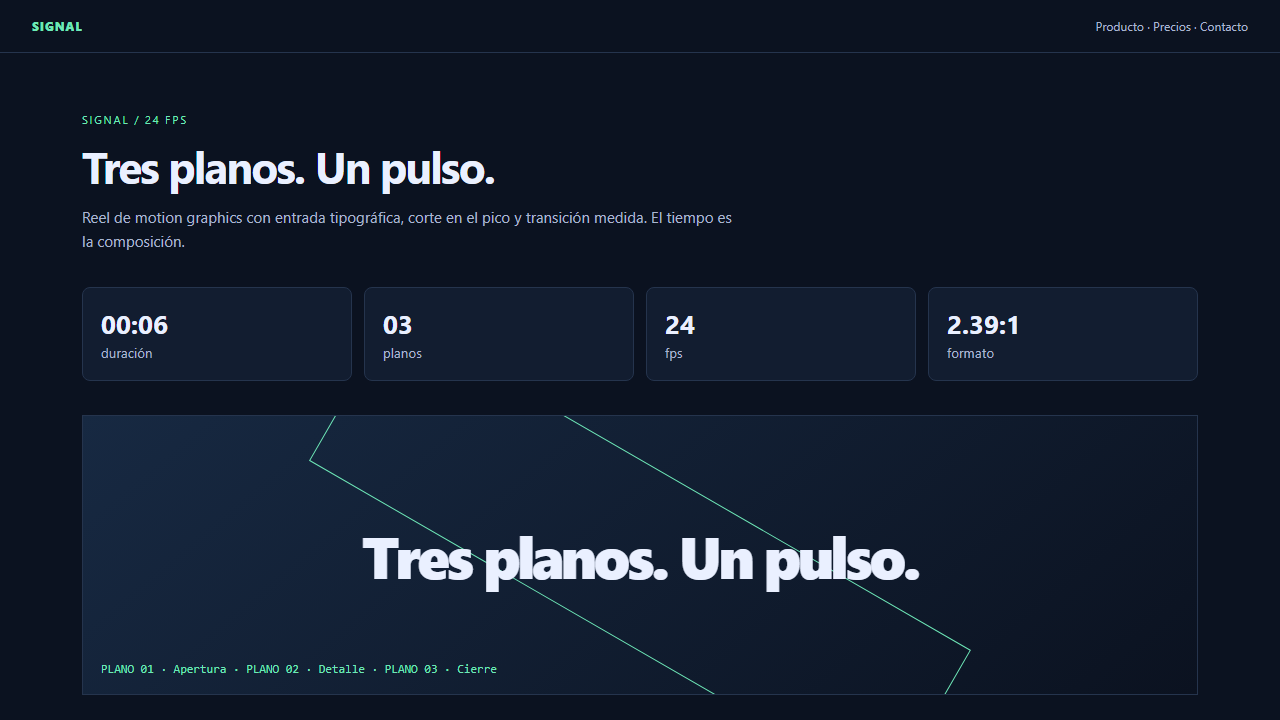 SIGNAL
Producto · Precios · Contacto
SIGNAL / 24 FPS
Tres planos. Un pulso.
Reel de motion graphics con entrada tipográfica, corte en el pico y transición medida. El tiempo es
la composición.
00:06
duración
03
planos
24
fps
2.39:1
formato
Tres planos. Un pulso.
PLANO 01 · Apertura · PLANO 02 · Detalle · PLANO 03 · Cierre